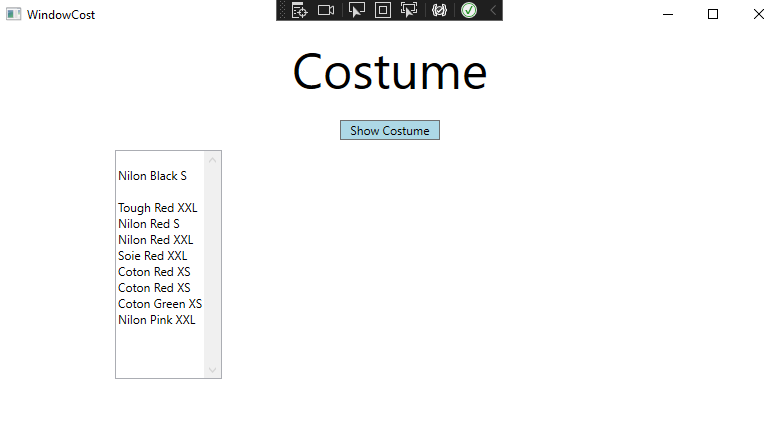 WindowCost
Costume
Show Costume
Nilon Black S
Tough Red XXL
Nilon Red S
Nilon Red XXL
Soie Red XXL
Coton Red XS
Coton Red XS
Coton Green XS
Nilon Pink XXL